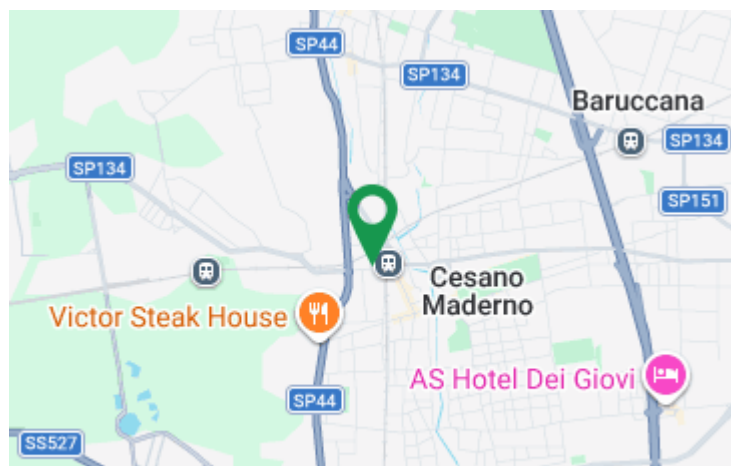 SP44
SP134
Baruccana
SP134
SP134
SP151
Cesano
Maderno
Victor Steak House
AS Hotel Dei Giovi
SP44
SS527